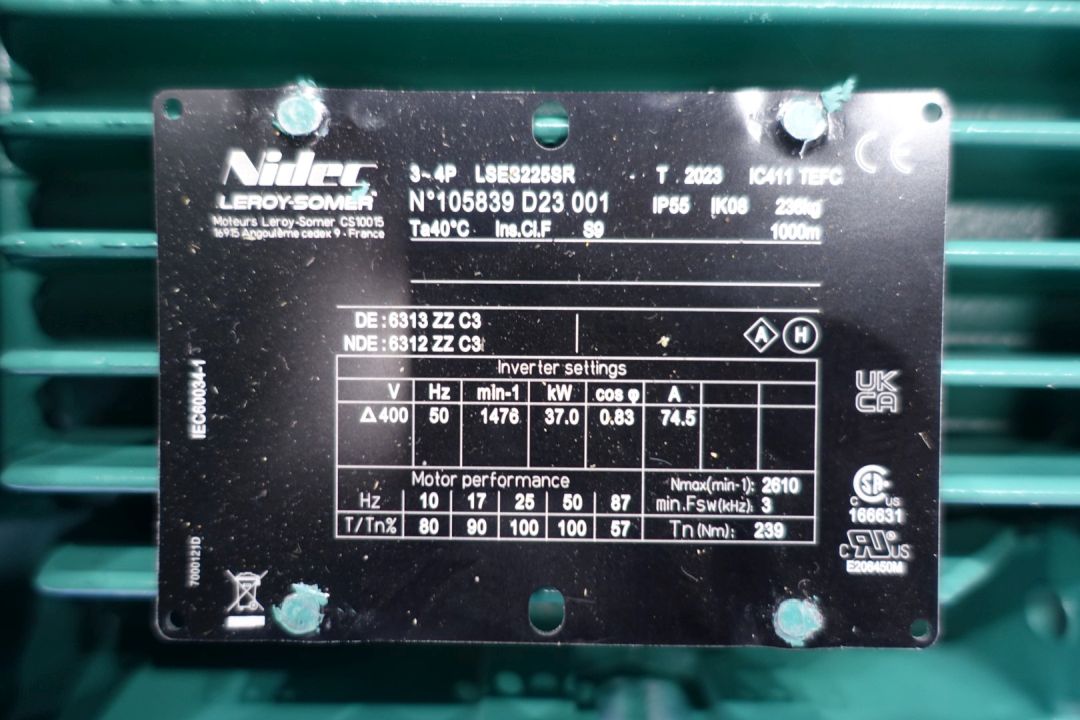 Nidec
LEROY-SOMER
Moteurs Leroy-Somer CS10015
16915 Angoulême cedex 9 - France
3~ 4P LSES225SR T 2023 IC411 TEFC
N°105839 D23 001 IP55 IK08 236kg
Ta40°C Ins.Cl.F S9 1000m
CE
DE : 6313 ZZ C3
NDE : 6312 ZZ C3
A H
Inverter settings
V Hz min-1 kW cos φ A
Δ400 50 1476 37.0 0.83 74.5
Motor performance
Hz 10 17 25 50 87
T/Tn% 80 90 100 100 57
Nmax(min-1): 2610
min.Fsw(kHz): 3
Tn(Nm): 239
IEC60034-1
7000121D
UK
CA
C US
166631
c US
E206450M